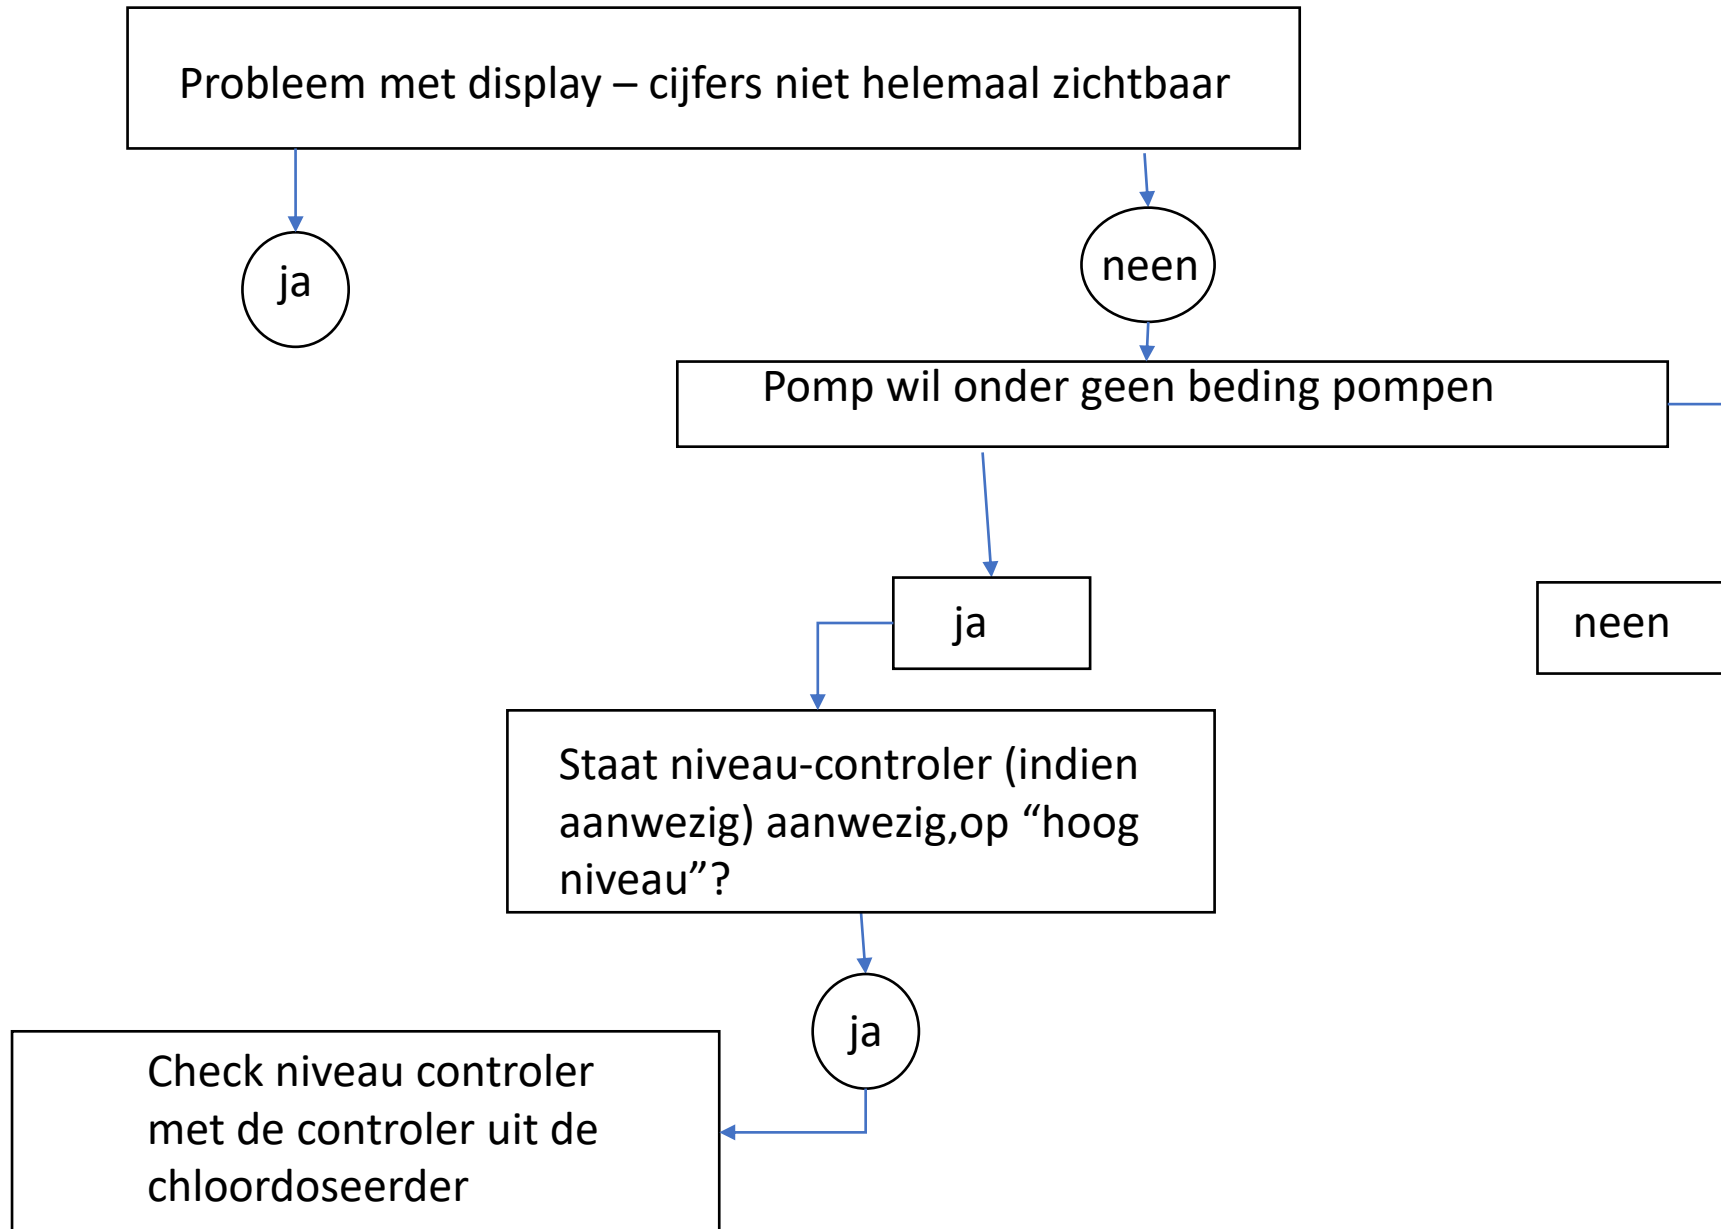 Probleem met display – cijfers niet helemaal zichtbaar
ja
neen
Pomp wil onder geen beding pompen
ja
neen
Staat niveau-controler (indien
aanwezig) aanwezig,op “hoog
niveau”?
ja
Check niveau controler
met de controler uit de
chloordoseerder